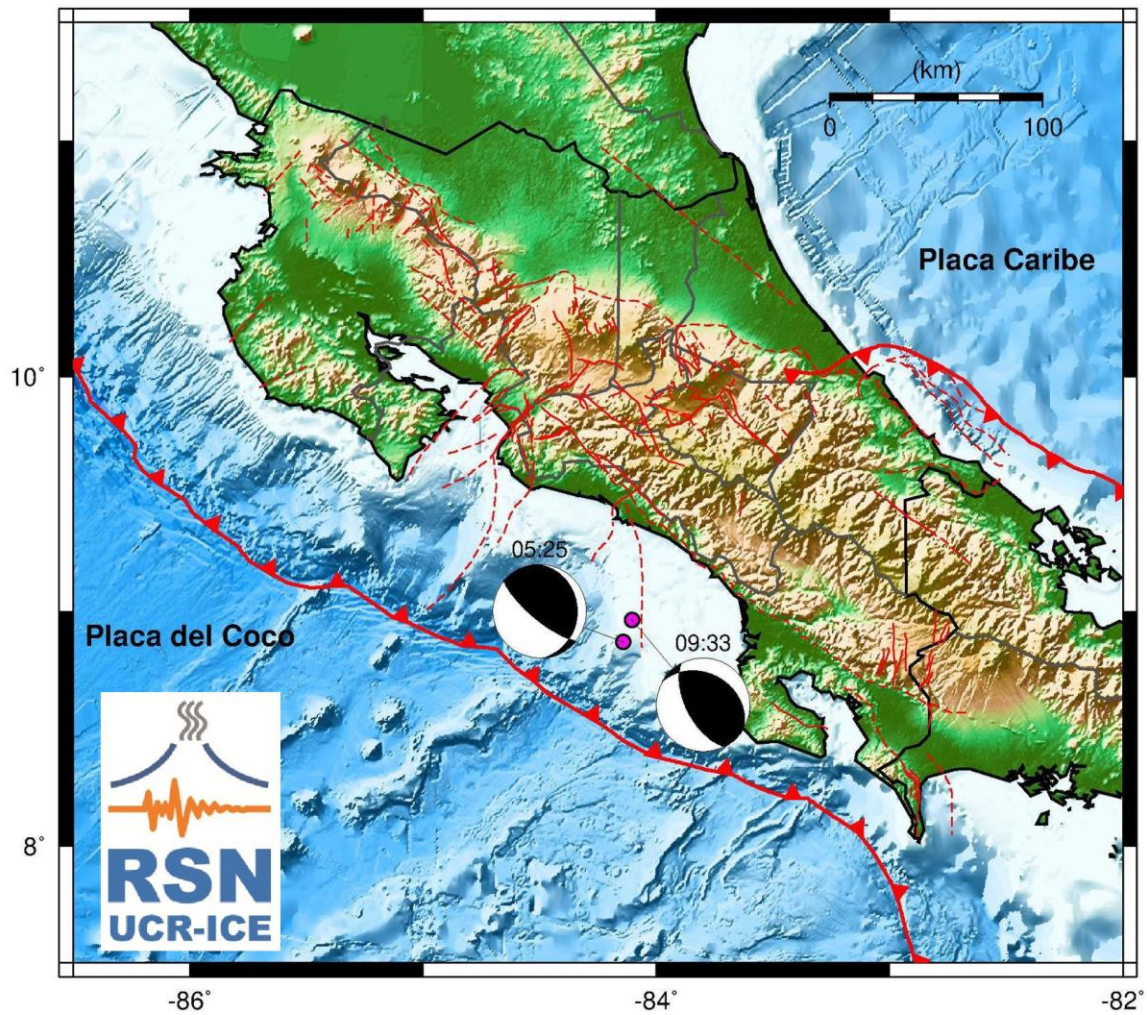 (km)
0 100
Placa Caribe
10°
05:25
Placa del Coco
09:33
8°
RSN
UCR-ICE
-86° -84° -82°